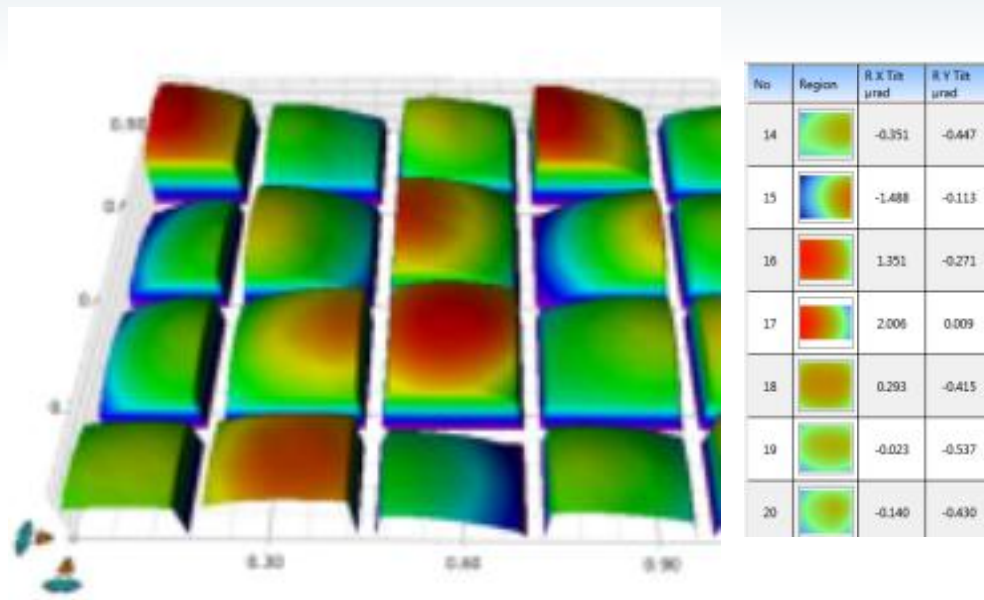 0.90
0.30
0.60
0.90
No Region R X Tilt µrad R Y Tilt µrad
14 -0.351 -0.447
15 -1.488 -0.113
16 1.351 -0.271
17 2.006 0.009
18 0.293 -0.415
19 -0.023 -0.537
20 -0.140 -0.430